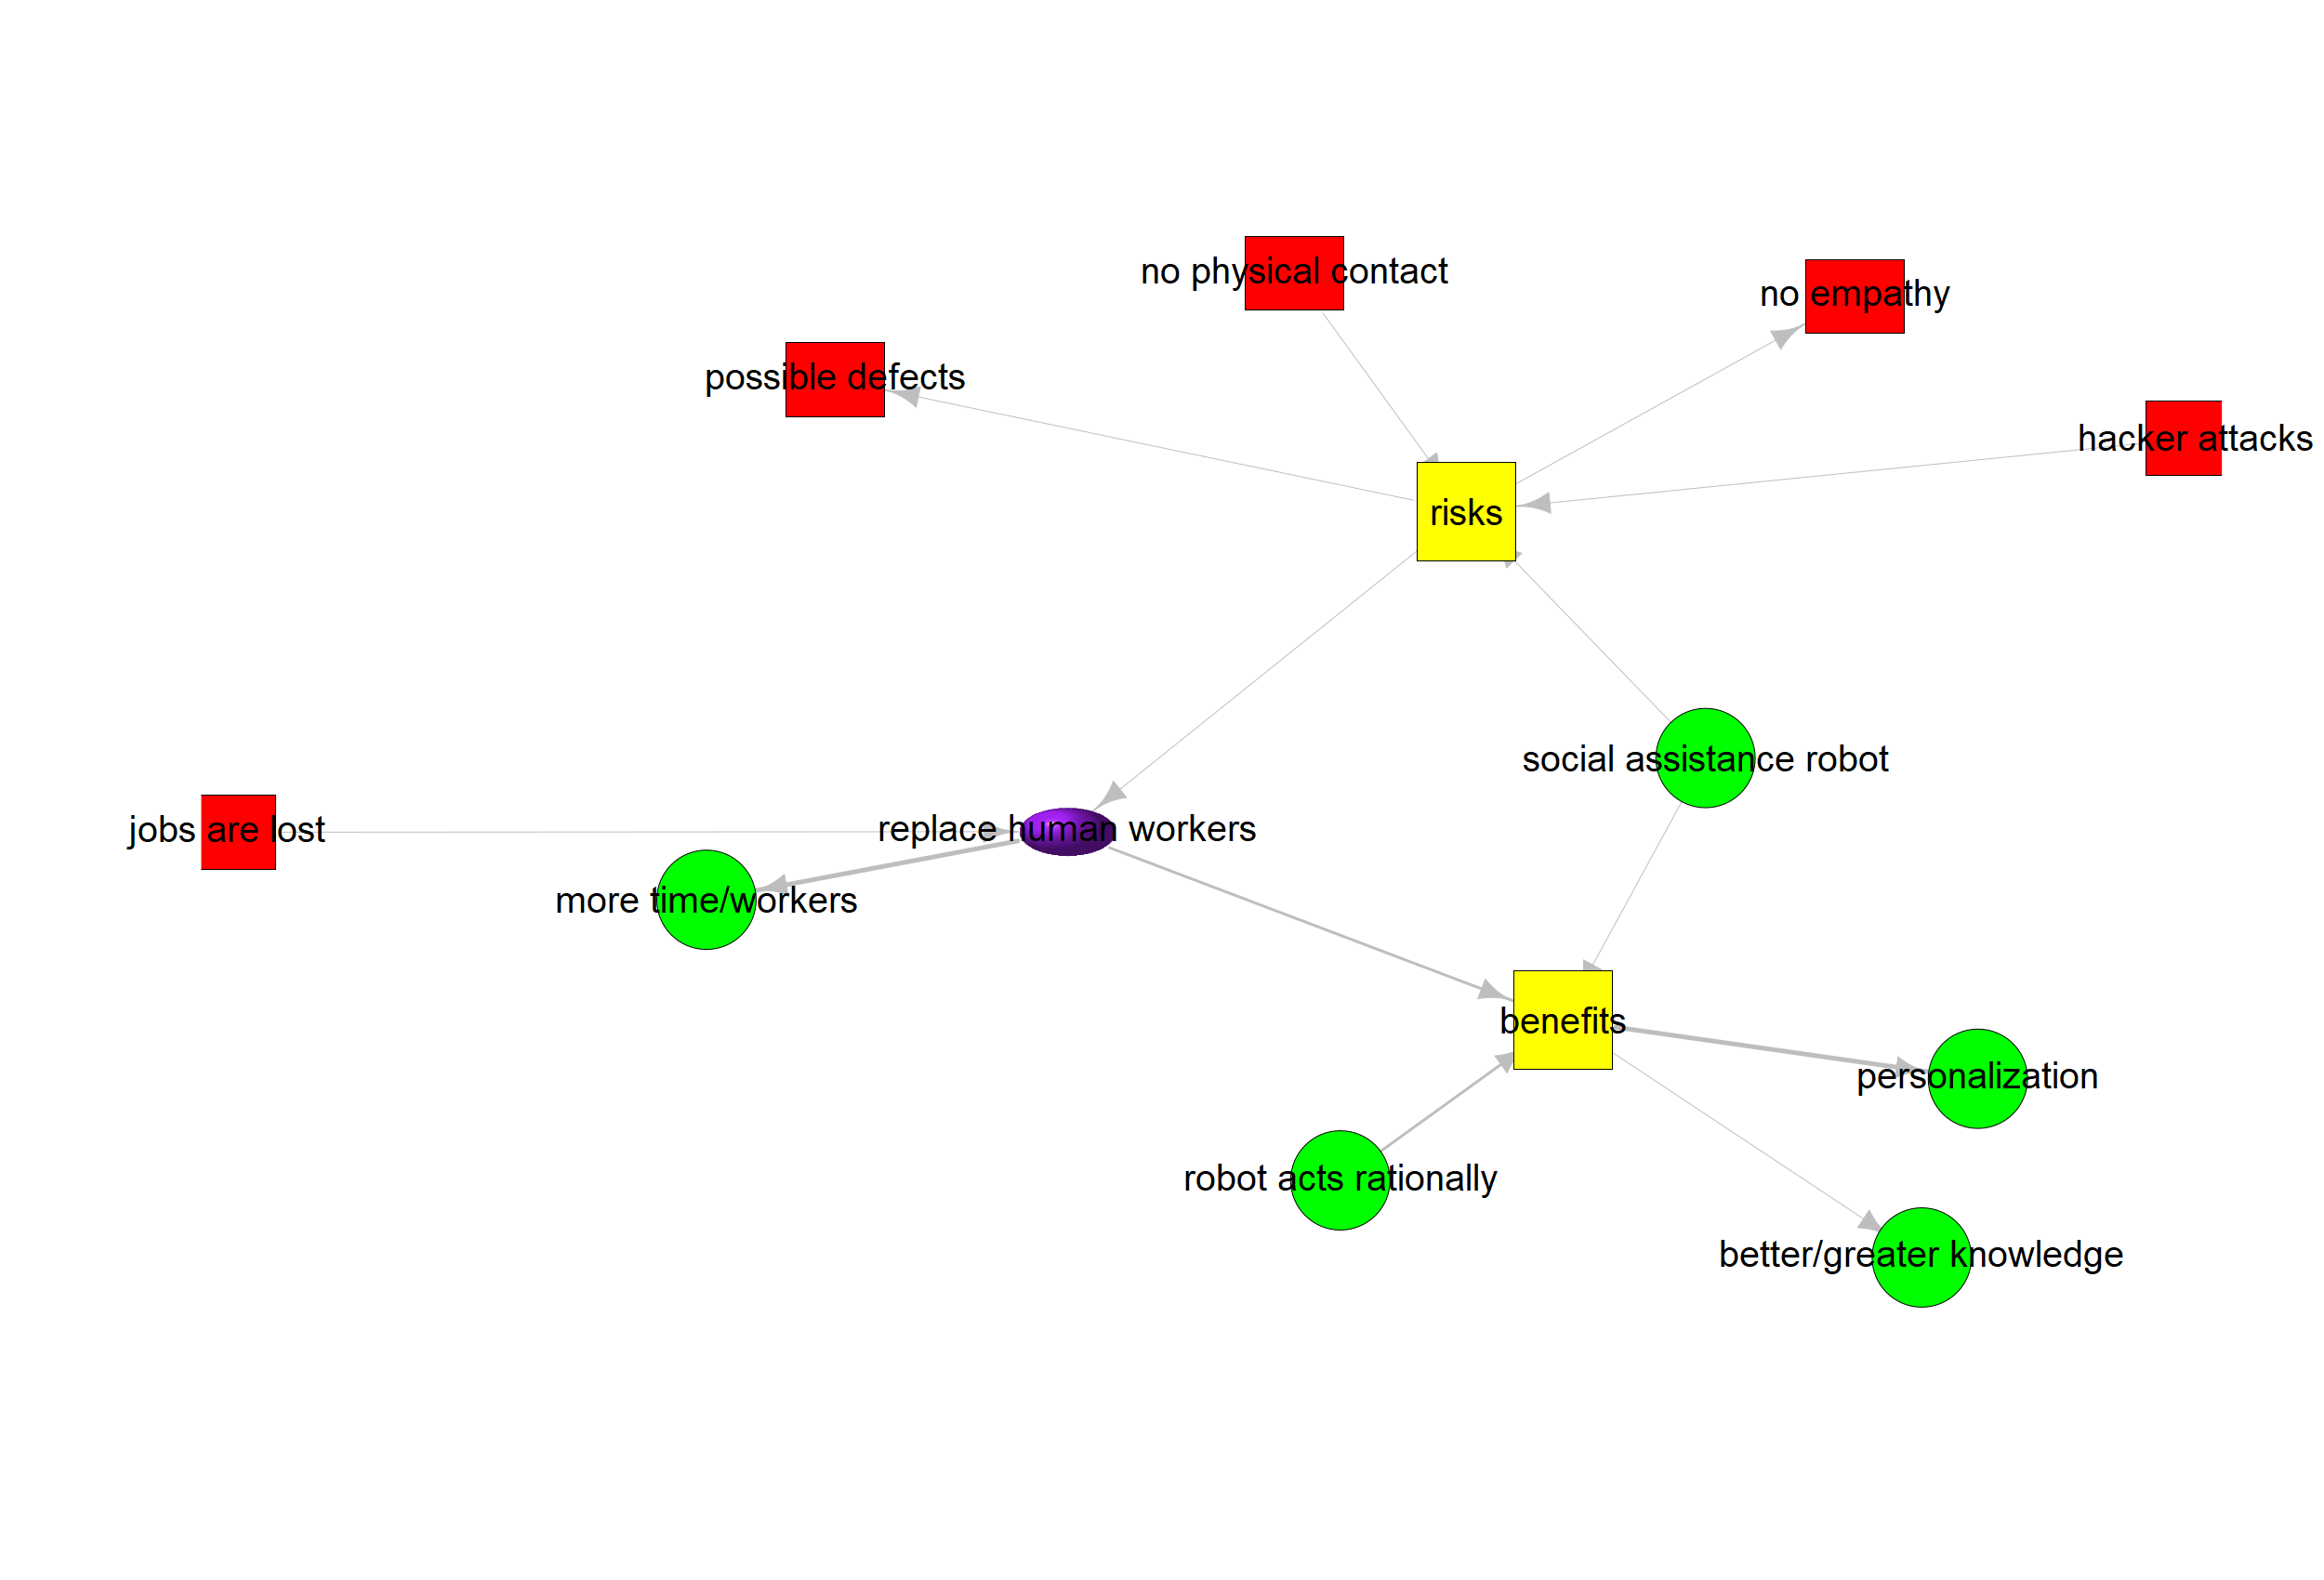 no physical contact
no empathy
possible defects
hacker attacks
risks
social assistance robot
jobs are lost
replace human workers
more time/workers
benefits
personalization
robot acts rationally
better/greater knowledge